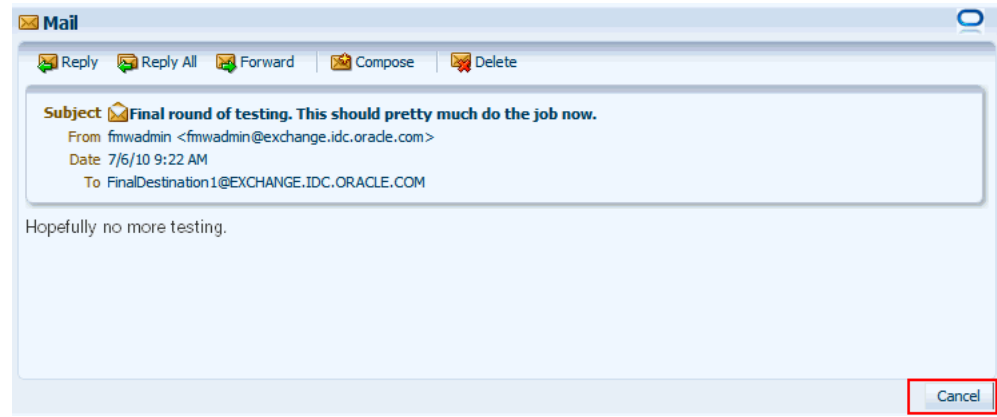 Mail
Reply Reply All Forward Compose Delete
Subject Final round of testing. This should pretty much do the job now.
From fmwadmin <fmwadmin@exchange.idc.oracle.com>
Date 7/6/10 9:22 AM
To FinalDestination1@EXCHANGE.IDC.ORACLE.COM
Hopefully no more testing.
Cancel